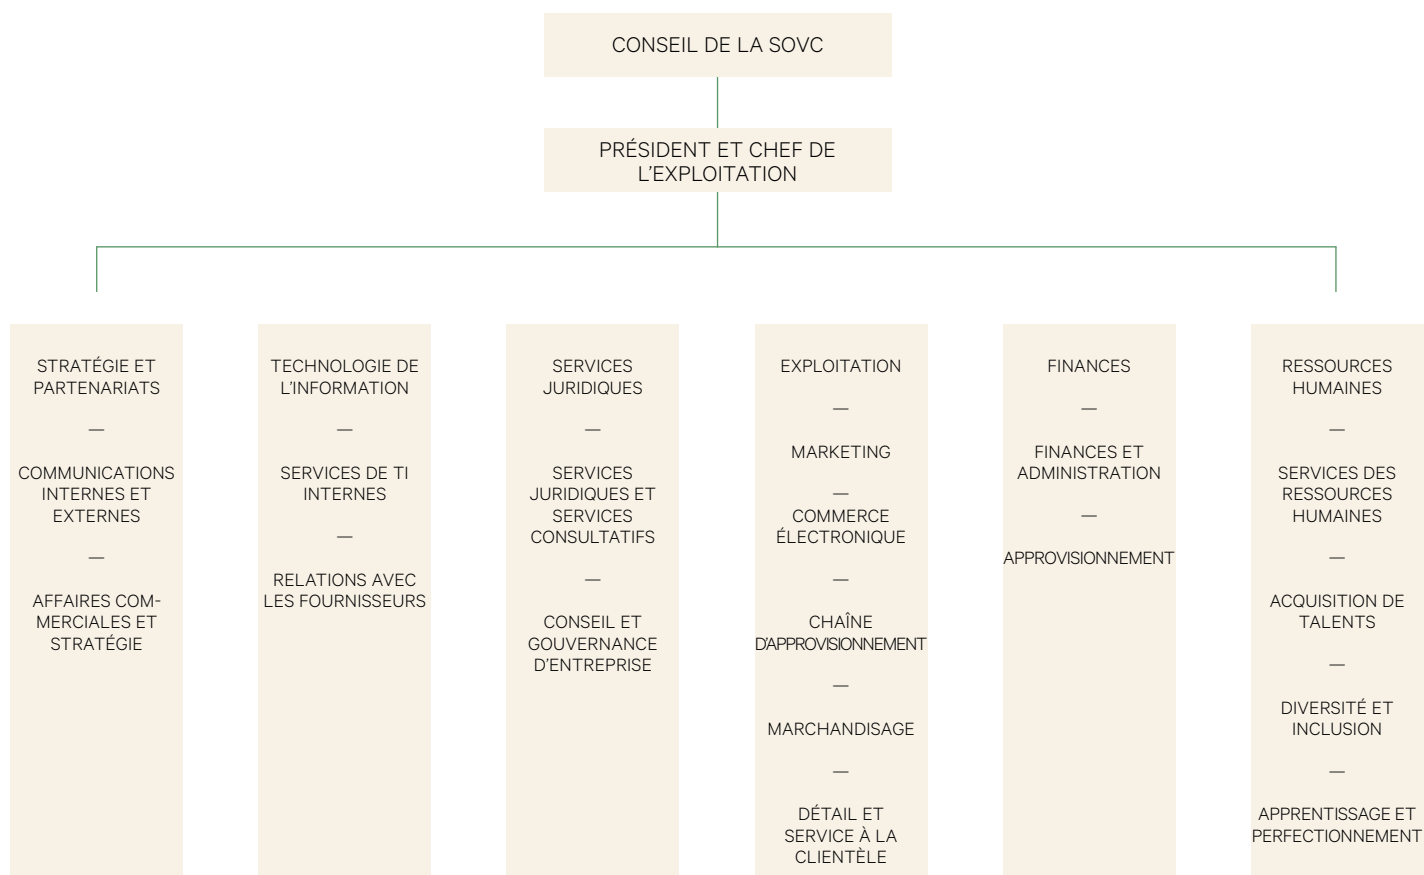 CONSEIL DE LA SOVC
PRÉSIDENT ET CHEF DE
L'EXPLOITATION
STRATÉGIE ET
PARTENARIATS
—
COMMUNICATIONS
INTERNES ET
EXTERNES
—
AFFAIRES COM-
MERCIALES ET
STRATÉGIE
TECHNOLOGIE DE
L'INFORMATION
—
SERVICES DE TI
INTERNES
—
RELATIONS AVEC
LES FOURNISSEURS
SERVICES
JURIDIQUES
—
SERVICES
JURIDIQUES ET
SERVICES
CONSULTATIFS
—
CONSEIL ET
GOUVERNANCE
D'ENTREPRISE
EXPLOITATION
—
MARKETING
—
COMMERCE
ÉLECTRONIQUE
—
CHAÎNE
D'APPROVISIONNEMENT
—
MARCHANDISAGE
—
DÉTAIL ET
SERVICE À LA
CLIENTÈLE
FINANCES
—
FINANCES ET
ADMINISTRATION
—
APPROVISIONNEMENT
RESSOURCES
HUMAINES
—
SERVICES DES
RESSOURCES
HUMAINES
—
ACQUISITION DE
TALENTS
—
DIVERSITÉ ET
INCLUSION
—
APPRENTISSAGE ET
PERFECTIONNEMENT